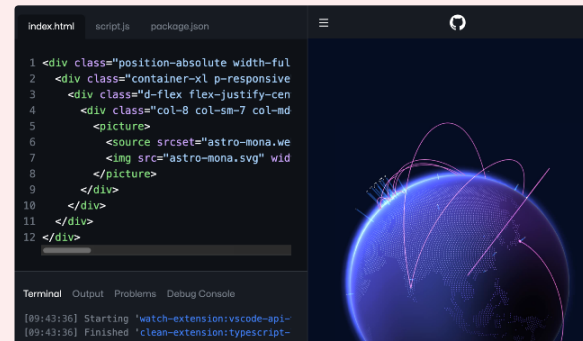 index.html script.js package.json
1 <div class="position-absolute width-ful
2 <div class="container-xl p-responsive
3 <div class="d-flex flex-justify-cen
4 <div class="col-8 col-sm-7 col-md
5 <picture>
6 <source srcset="astro-mona.we
7 <img src="astro-mona.svg" wid
8 </picture>
9 </div>
10 </div>
11 </div>
12 </div>
Terminal Output Problems Debug Console
[09:43:36] Starting 'watch-extension:vscode-api-
[09:43:36] Finished 'clean-extension:typescript-